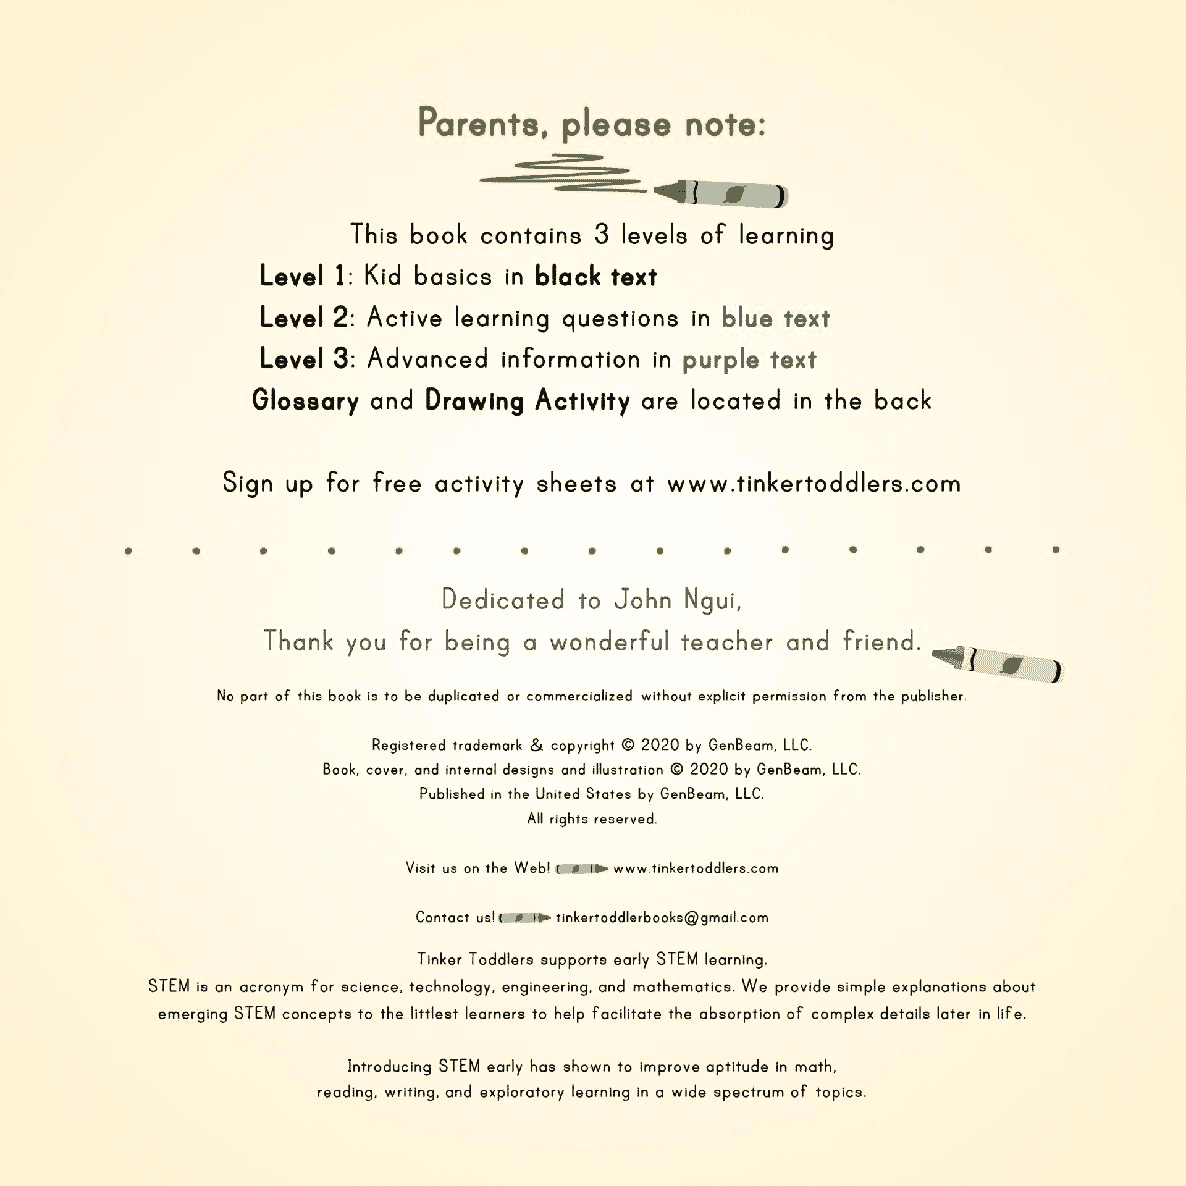 Parents, please note:
This book contains 3 levels of learning
Level 1: Kid basics in black text
Level 2: Active learning questions in blue text
Level 3: Advanced information in purple text
Glossary and Drawing Activity are located in the back
Sign up for free activity sheets at www.tinkertoddlers.com
Dedicated to John Ngui,
Thank you for being a wonderful teacher and friend.
No part of this book is to be duplicated or commercialized without explicit permission from the publisher.
Registered trademark & copyright © 2020 by GenBeam, LLC.
Book, cover, and internal designs and illustration © 2020 by GenBeam, LLC.
Published in the United States by GenBeam, LLC.
All rights reserved.
Visit us on the Web! www.tinkertoddlers.com
Contact us! tinkertoddlerbooks@gmail.com
Tinker Toddlers supports early STEM learning.
STEM is an acronym for science, technology, engineering, and mathematics. We provide simple explanations about
emerging STEM concepts to the littlest learners to help facilitate the absorption of complex details later in life.
Introducing STEM early has shown to improve aptitude in math,
reading, writing, and exploratory learning in a wide spectrum of topics.